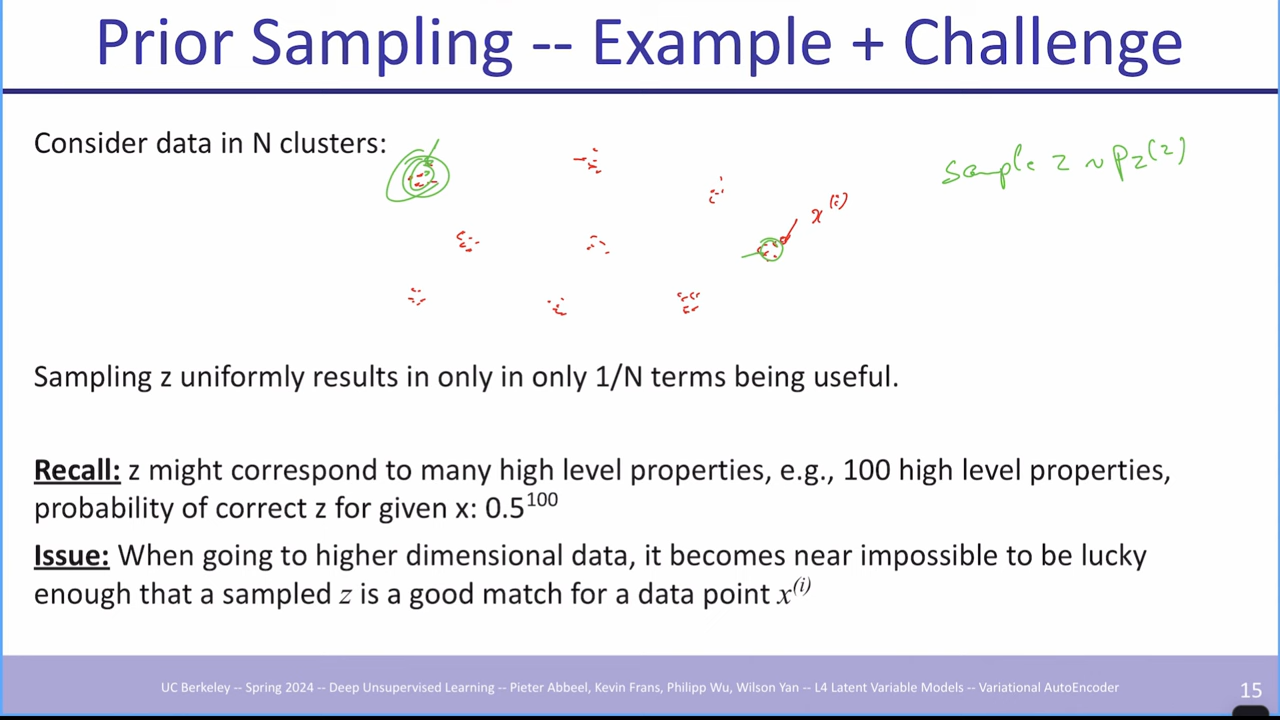 Prior Sampling -- Example + Challenge
Consider data in N clusters:
sample z ~ Pz(z)
x⁽ⁱ⁾
Sampling z uniformly results in only in only 1/N terms being useful.
Recall: z might correspond to many high level properties, e.g., 100 high level properties,
probability of correct z for given x: 0.5¹⁰⁰
Issue: When going to higher dimensional data, it becomes near impossible to be lucky
enough that a sampled z is a good match for a data point x⁽ⁱ⁾
UC Berkeley -- Spring 2024 -- Deep Unsupervised Learning -- Pieter Abbeel, Kevin Frans, Philipp Wu, Wilson Yan -- L4 Latent Variable Models -- Variational AutoEncoder
15